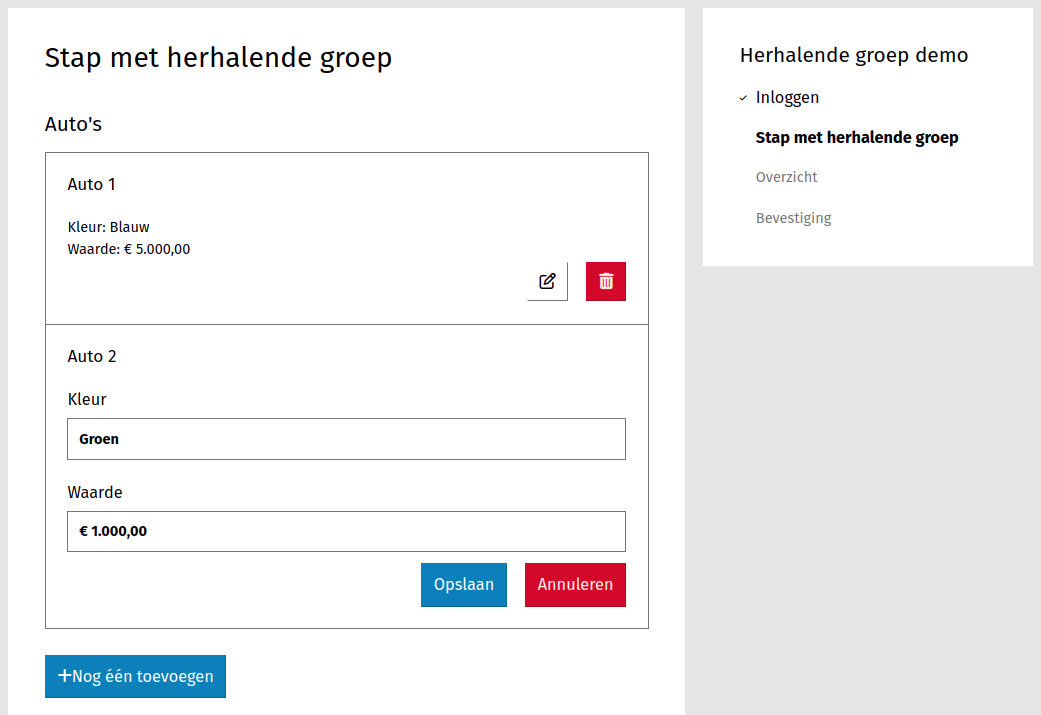 Stap met herhalende groep
Auto's
Auto 1
Kleur: Blauw
Waarde: € 5.000,00
Auto 2
Kleur
Groen
Waarde
€ 1.000,00
Opslaan
Annuleren
+Nog één toevoegen
Herhalende groep demo
Inloggen
Stap met herhalende groep
Overzicht
Bevestiging